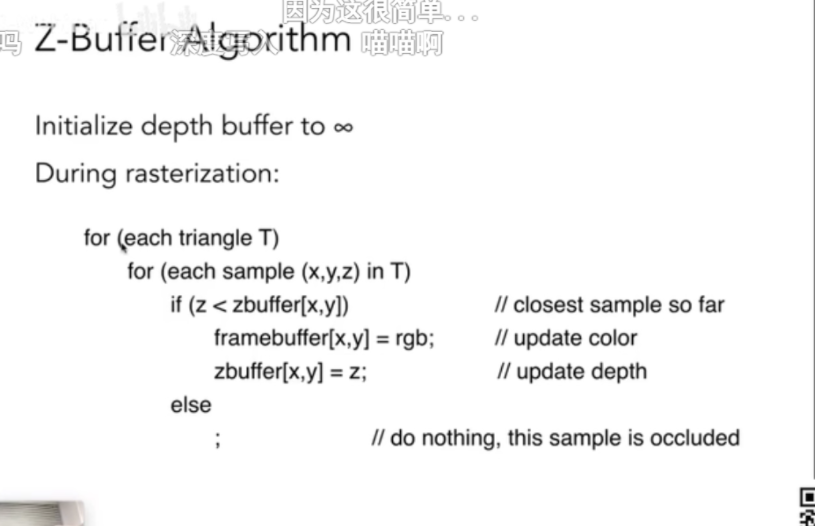 因为这很简单...
Z-Buffer Algorithm
吗
喵喵啊
Initialize depth buffer to ∞
During rasterization:
for (each triangle T)
for (each sample (x,y,z) in T)
if (z < zbuffer[x,y]) // closest sample so far
framebuffer[x,y] = rgb; // update color
zbuffer[x,y] = z; // update depth
else
; // do nothing, this sample is occluded